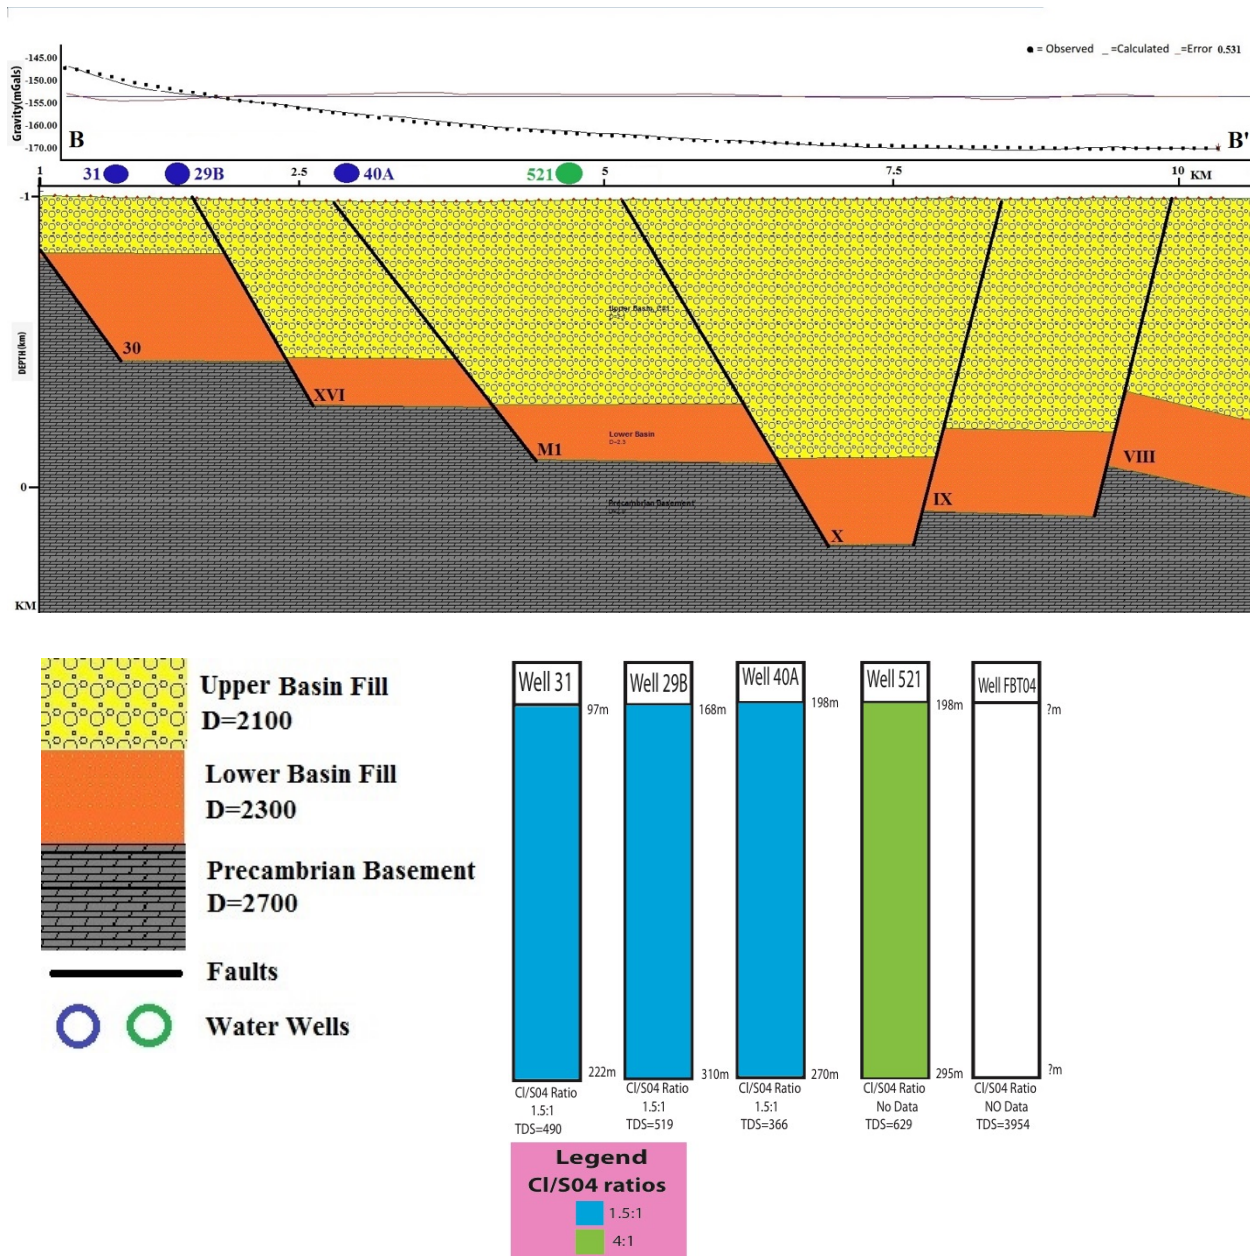 ● = Observed _ =Calculated _=Error 0.531
-145.00
-150.00
-155.00
-160.00
-165.00
-170.00
Gravity(mGals)
B
B'
31
29B
40A
521
1
2.5
5
7.5
10 KM
-1
0
KM
DEPTH(km)
30
XVI
M1
X
IX
VIII
Lower Basin
D=2.3
Precambrian Basement
Upper Basin Fill
D=2100
Lower Basin Fill
D=2300
Precambrian Basement
D=2700
Faults
Water Wells
Well 31
97m
222m
Cl/S04 Ratio
1.5:1
TDS=490
Well 29B
168m
310m
Cl/S04 Ratio
1.5:1
TDS=519
Well 40A
198m
270m
Cl/S04 Ratio
1.5:1
TDS=366
Well 521
198m
295m
Cl/S04 Ratio
No Data
TDS=629
Well FBT04
?m
?m
Cl/S04 Ratio
NO Data
TDS=3954
Legend
Cl/S04 ratios
1.5:1
4:1